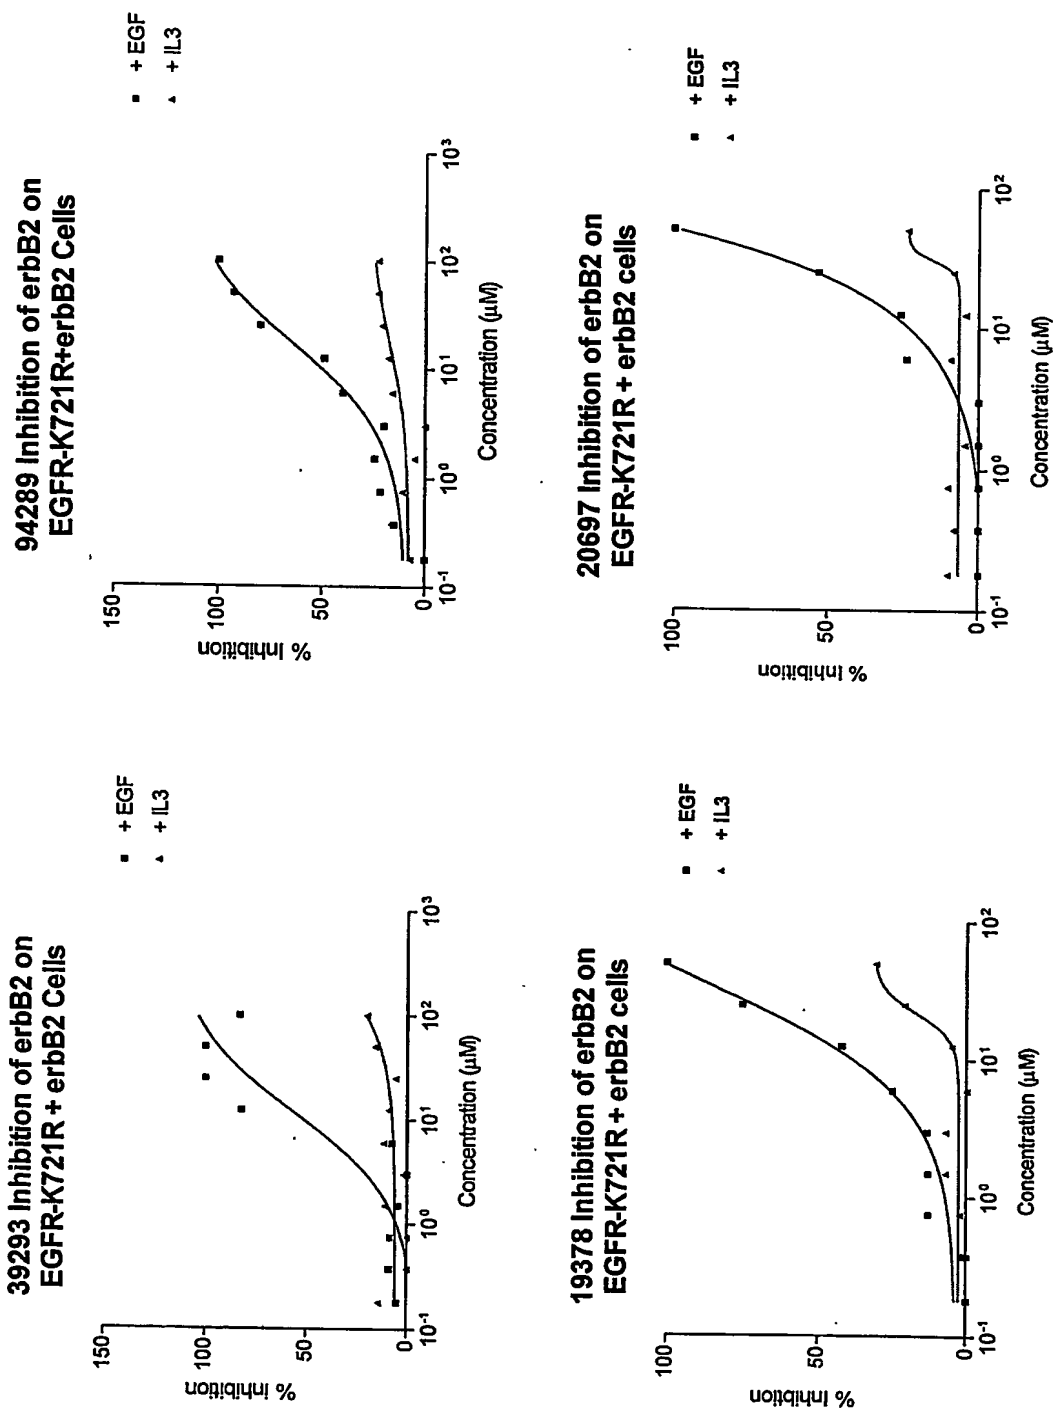 39293 Inhibition of erbB2 on
EGFR-K721R + erbB2 Cells
150
100
50
0
% Inhibition
10-1
10⁰
10¹
10²
10³
Concentration (µM)
+ EGF
+ IL3
94289 Inhibition of erbB2 on
EGFR-K721R+erbB2 Cells
150
100
50
0
% Inhibition
10-1
10⁰
10¹
10²
10³
Concentration (µM)
+ EGF
+ IL3
19378 Inhibition of erbB2 on
EGFR-K721R + erbB2 cells
100
50
0
% Inhibition
10-1
10⁰
10¹
10²
Concentration (µM)
+ EGF
+ IL3
20697 Inhibition of erbB2 on
EGFR-K721R + erbB2 cells
100
50
0
% Inhibition
10-1
10⁰
10¹
10²
Concentration (µM)
+ EGF
+ IL3